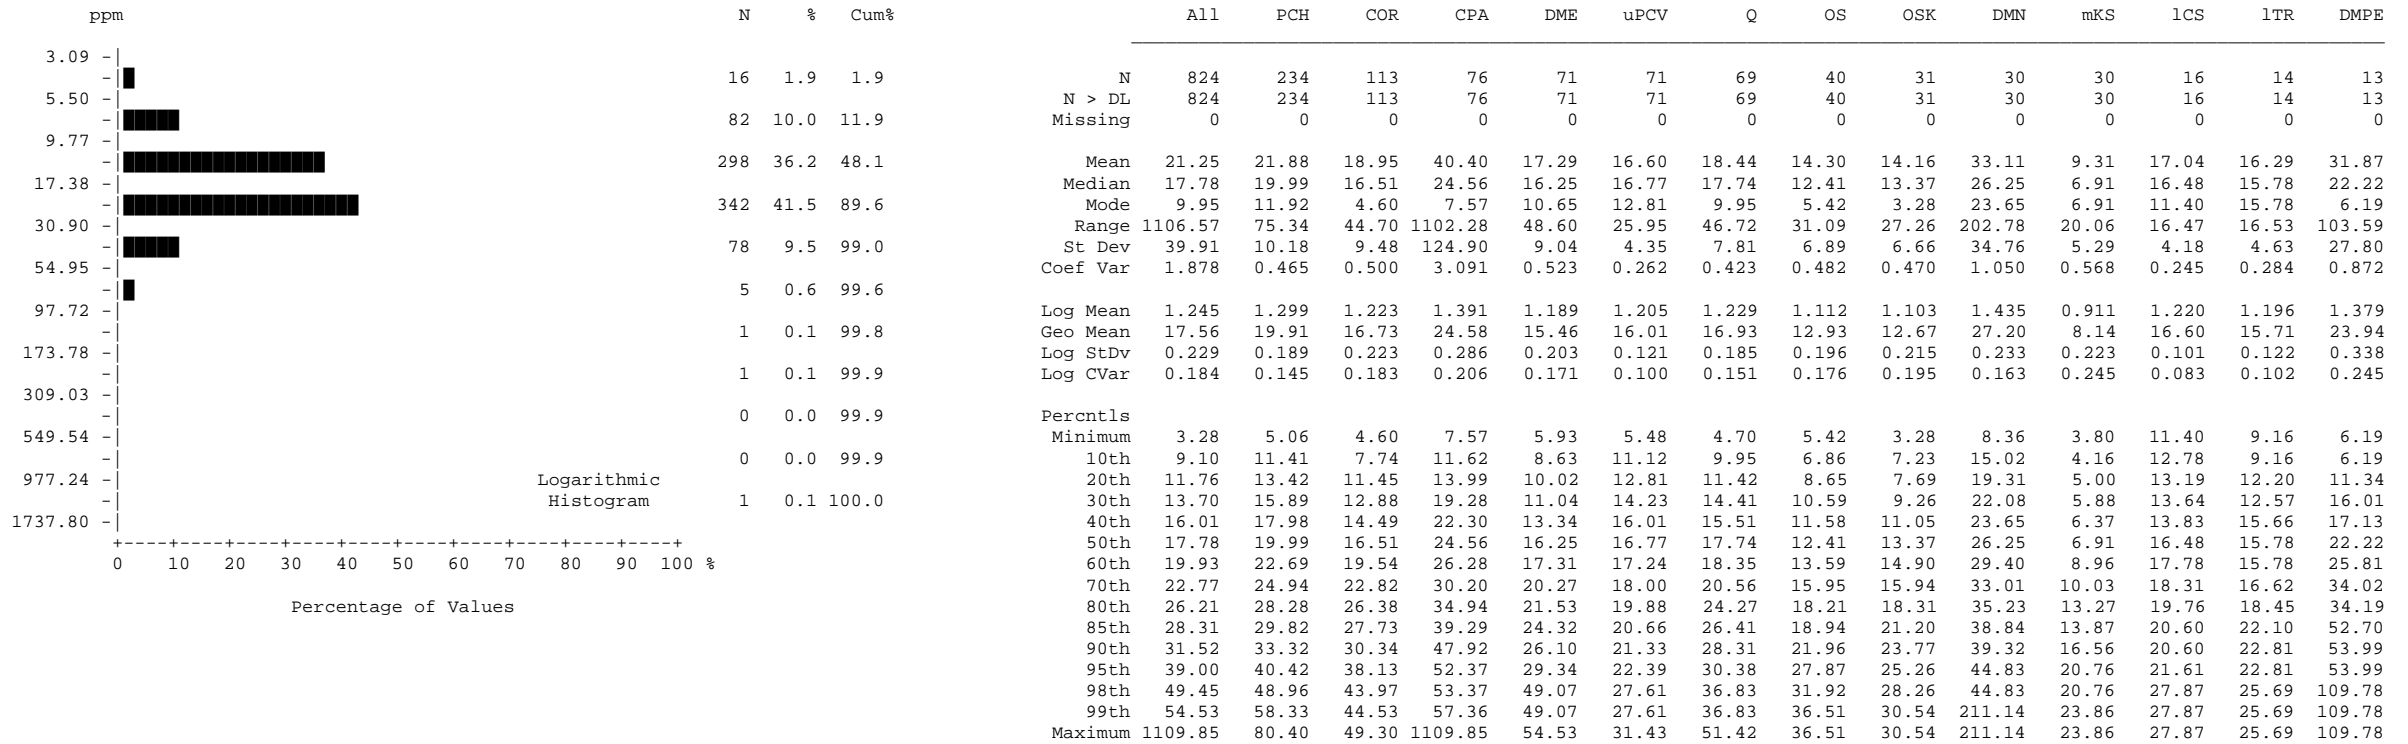 ppm N % Cum% All PCH COR CPA DME uPCV Q OS OSK DMN mKS lCS lTR DMPE
3.09
16 1.9 1.9 N 824 234 113 76 71 71 69 40 31 30 30 16 14 13
5.50 N > DL 824 234 113 76 71 71 69 40 31 30 30 16 14 13
82 10.0 11.9 Missing 0 0 0 0 0 0 0 0 0 0 0 0 0 0
9.77
298 36.2 48.1 Mean 21.25 21.88 18.95 40.40 17.29 16.60 18.44 14.30 14.16 33.11 9.31 17.04 16.29 31.87
17.38 Median 17.78 19.99 16.51 24.56 16.25 16.77 17.74 12.41 13.37 26.25 6.91 16.48 15.78 22.22
342 41.5 89.6 Mode 9.95 11.92 4.60 7.57 10.65 12.81 9.95 5.42 3.28 23.65 6.91 11.40 15.78 6.19
30.90 Range 1106.57 75.34 44.70 1102.28 48.60 25.95 46.72 31.09 27.26 202.78 20.06 16.47 16.53 103.59
78 9.5 99.0 St Dev 39.91 10.18 9.48 124.90 9.04 4.35 7.81 6.89 6.66 34.76 5.29 4.18 4.63 27.80
54.95 Coef Var 1.878 0.465 0.500 3.091 0.523 0.262 0.423 0.482 0.470 1.050 0.568 0.245 0.284 0.872
5 0.6 99.6
97.72 Log Mean 1.245 1.299 1.223 1.391 1.189 1.205 1.229 1.112 1.103 1.435 0.911 1.220 1.196 1.379
1 0.1 99.8 Geo Mean 17.56 19.91 16.73 24.58 15.46 16.01 16.93 12.93 12.67 27.20 8.14 16.60 15.71 23.94
173.78 Log StDv 0.229 0.189 0.223 0.286 0.203 0.121 0.185 0.196 0.215 0.233 0.223 0.101 0.122 0.338
1 0.1 99.9 Log CVar 0.184 0.145 0.183 0.206 0.171 0.100 0.151 0.176 0.195 0.163 0.245 0.083 0.102 0.245
309.03
0 0.0 99.9 Percntls
549.54 Minimum 3.28 5.06 4.60 7.57 5.93 5.48 4.70 5.42 3.28 8.36 3.80 11.40 9.16 6.19
0 0.0 99.9 10th 9.10 11.41 7.74 11.62 8.63 11.12 9.95 6.86 7.23 15.02 4.16 12.78 9.16 6.19
977.24 Logarithmic 20th 11.76 13.42 11.45 13.99 10.02 12.81 11.42 8.65 7.69 19.31 5.00 13.19 12.20 11.34
Histogram 1 0.1 100.0 30th 13.70 15.89 12.88 19.28 11.04 14.23 14.41 10.59 9.26 22.08 5.88 13.64 12.57 16.01
1737.80 40th 16.01 17.98 14.49 22.30 13.34 16.01 15.51 11.58 11.05 23.65 6.37 13.83 15.66 17.13
50th 17.78 19.99 16.51 24.56 16.25 16.77 17.74 12.41 13.37 26.25 6.91 16.48 15.78 22.22
0 10 20 30 40 50 60 70 80 90 100 % 60th 19.93 22.69 19.54 26.28 17.31 17.24 18.35 13.59 14.90 29.40 8.96 17.78 15.78 25.81
70th 22.77 24.94 22.82 30.20 20.27 18.00 20.56 15.95 15.94 33.01 10.03 18.31 16.62 34.02
Percentage of Values 80th 26.21 28.28 26.38 34.94 21.53 19.88 24.27 18.21 18.31 35.23 13.27 19.76 18.45 34.19
85th 28.31 29.82 27.73 39.29 24.32 20.66 26.41 18.94 21.20 38.84 13.87 20.60 22.10 52.70
90th 31.52 33.32 30.34 47.92 26.10 21.33 28.31 21.96 23.77 39.32 16.56 20.60 22.81 53.99
95th 39.00 40.42 38.13 52.37 29.34 22.39 30.38 27.87 25.26 44.83 20.76 21.61 22.81 53.99
98th 49.45 48.96 43.97 53.37 49.07 27.61 36.83 31.92 28.26 44.83 20.76 27.87 25.69 109.78
99th 54.53 58.33 44.53 57.36 49.07 27.61 36.83 36.51 30.54 211.14 23.86 27.87 25.69 109.78
Maximum 1109.85 80.40 49.30 1109.85 54.53 31.43 51.42 36.51 30.54 211.14 23.86 27.87 25.69 109.78